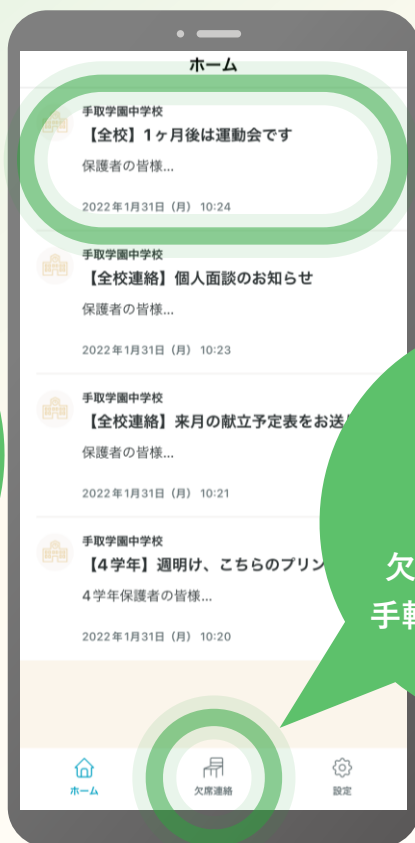 ホーム
手取学園中学校
【全校】1ヶ月後は運動会です
保護者の皆様...
2022年1月31日（月） 10:24
手取学園中学校
【全校連絡】個人面談のお知らせ
保護者の皆様...
2022年1月31日（月） 10:23
手取学園中学校
【全校連絡】来月の献立予定表をお送
保護者の皆様...
2022年1月31日（月） 10:21
手取学園中学校
【4学年】週明け、こちらのプリン
4学年保護者の皆様...
2022年1月31日（月） 10:20
欠
手軽
ホーム
欠席連絡
設定